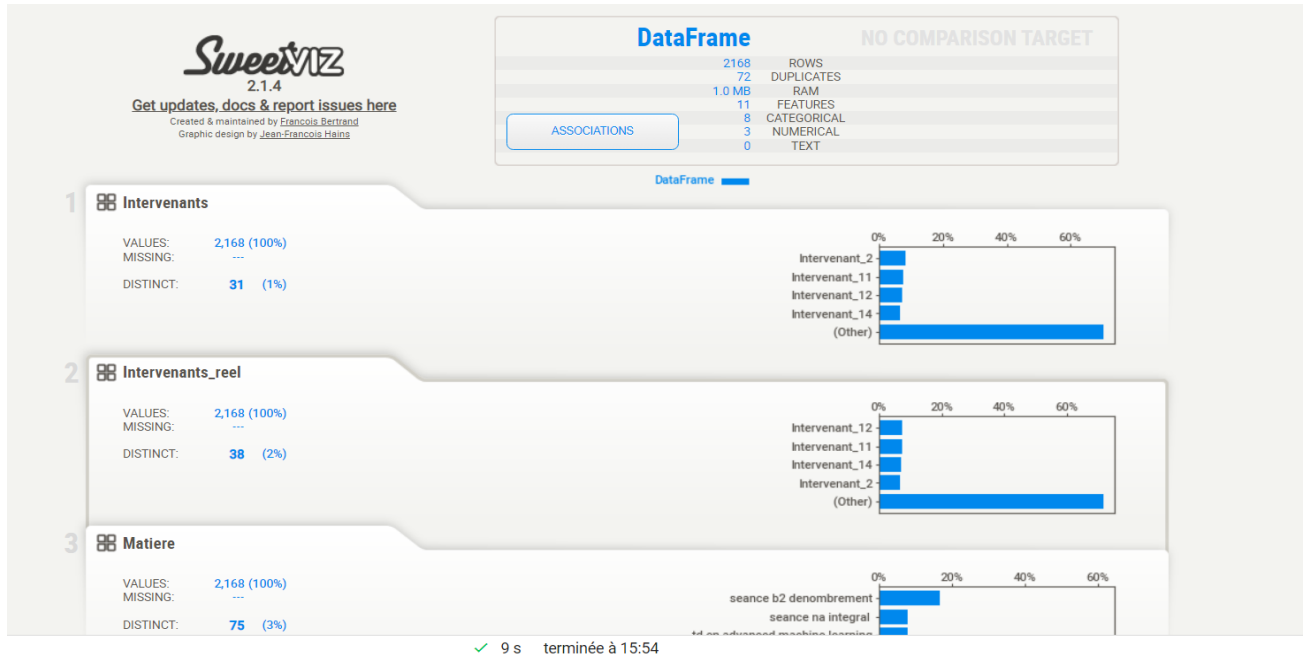 SweetVIZ
2.1.4
Get updates, docs & report issues here
Created & maintained by Francois Bertrand
Graphic design by Jean-Francois Hains
DataFrame NO COMPARISON TARGET
2168 ROWS
72 DUPLICATES
1.0 MB RAM
11 FEATURES
8 CATEGORICAL
3 NUMERICAL
0 TEXT
ASSOCIATIONS
DataFrame
1 Intervenants
VALUES: 2,168 (100%)
MISSING: ---
DISTINCT: 31 (1%)
0% 20% 40% 60%
Intervenant_2
Intervenant_11
Intervenant_12
Intervenant_14
(Other)
2 Intervenants_reel
VALUES: 2,168 (100%)
MISSING: ---
DISTINCT: 38 (2%)
0% 20% 40% 60%
Intervenant_12
Intervenant_11
Intervenant_14
Intervenant_2
(Other)
3 Matiere
VALUES: 2,168 (100%)
MISSING: ---
DISTINCT: 75 (3%)
0% 20% 40% 60%
seance b2 denombrement
seance na integral
td en advanced machine learning
9 s terminée à 15:54